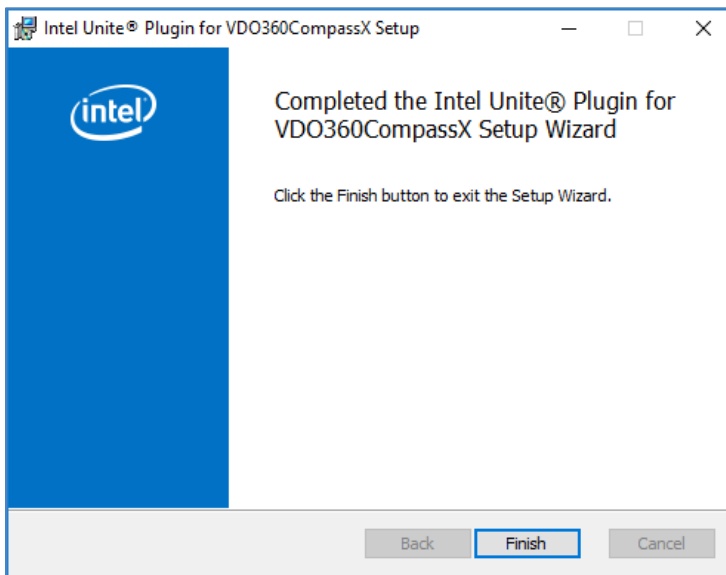 Intel Unite® Plugin for VDO360CompassX Setup
intel
Completed the Intel Unite® Plugin for
VDO360CompassX Setup Wizard
Click the Finish button to exit the Setup Wizard.
Back
Finish
Cancel